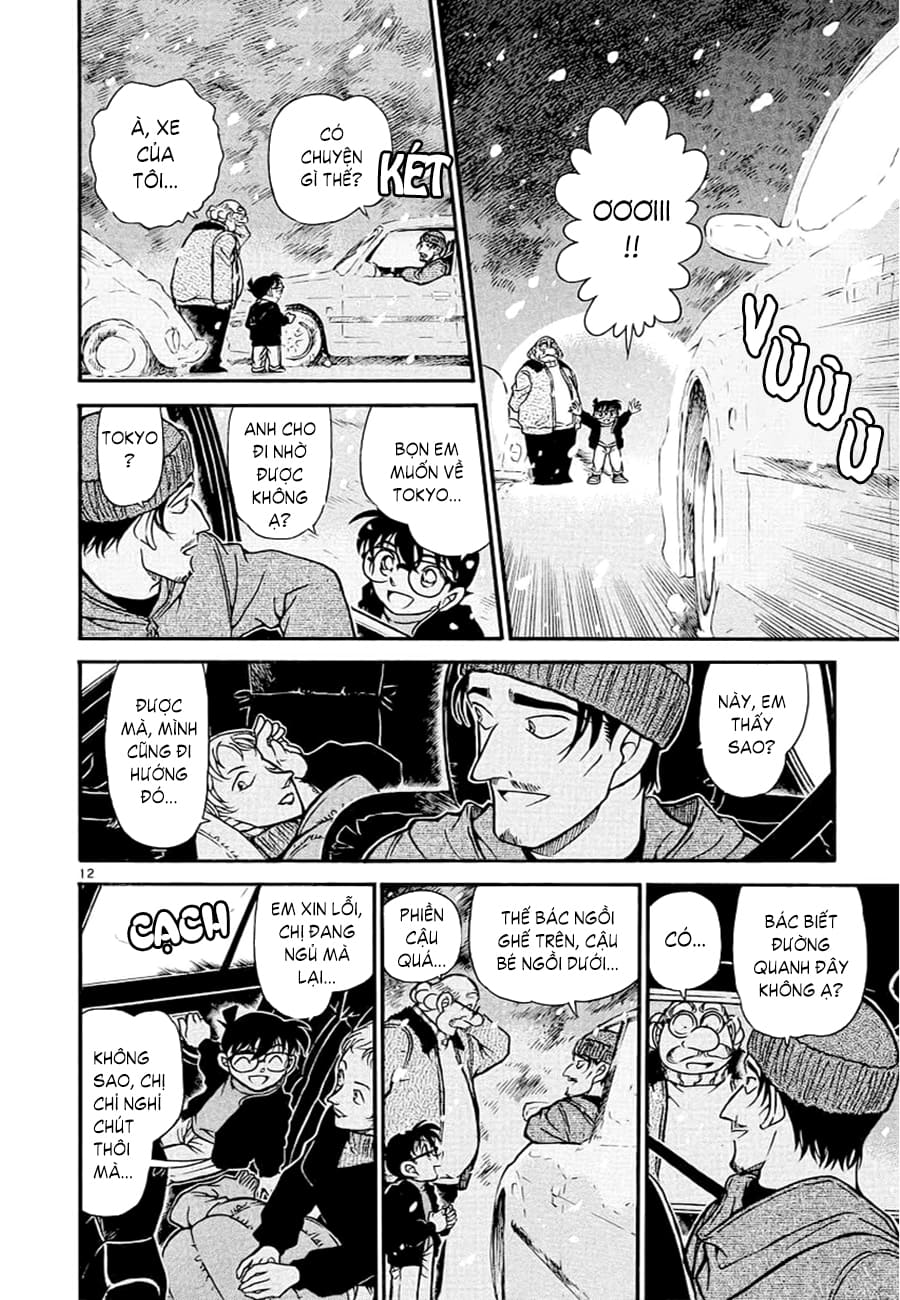 ƠƠƠIII
!!
VÙÙÙÙ
KÉT
CÓ
CHUYỆN
GÌ THẾ?
À, XE
CỦA
TÔI...
BỌN EM
MUỐN VỀ
TOKYO...
ANH CHO
ĐI NHỜ
ĐƯỢC
KHÔNG
Ạ?
TOKYO
?
NÀY, EM
THẤY
SAO?
ĐƯỢC
MÀ, MÌNH
CŨNG ĐI
HƯỚNG
ĐÓ...
12
BÁC BIẾT
ĐƯỜNG
QUANH ĐÂY
KHÔNG Ạ?
CÓ...
THẾ BÁC NGỒI
GHẾ TRÊN, CẬU
BÉ NGỒI DƯỚI...
PHIỀN
CẬU
QUÁ...
EM XIN LỖI,
CHỊ ĐANG
NGỦ MÀ
LẠI...
CẠCH
KHÔNG
SAO, CHỊ
CHỈ NGHỈ
CHÚT
THÔI
MÀ...